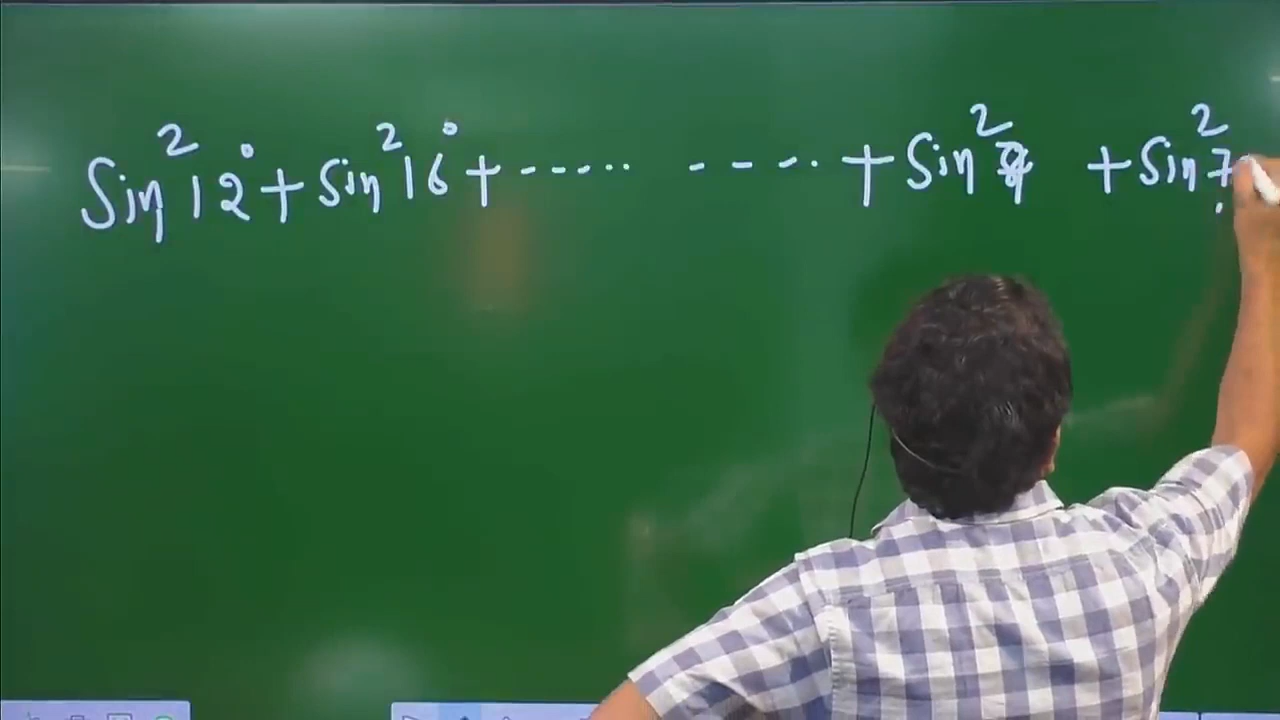 Sin²12° + Sin²16° + ..... ----. + Sin² + Sin²7